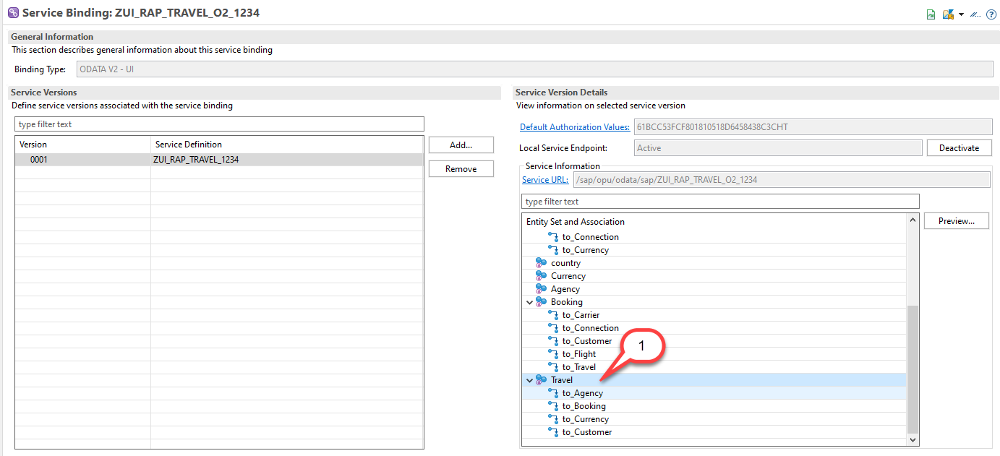 Service Binding: ZUI_RAP_TRAVEL_O2_1234
General Information
This section describes general information about this service binding
Binding Type: ODATA V2 - UI
Service Versions
Define service versions associated with the service binding
type filter text
Version Service Definition
0001 ZUI_RAP_TRAVEL_1234
Add...
Remove
Service Version Details
View information on selected service version
Default Authorization Values: 61BCC53FCF801810518D6458438C3CHT
Local Service Endpoint: Active Deactivate
Service Information
Service URL: /sap/opu/odata/sap/ZUI_RAP_TRAVEL_O2_1234
type filter text
Entity Set and Association Preview...
to_Connection
to_Currency
country
Currency
Agency
Booking
to_Carrier
to_Connection
to_Customer
to_Flight
to_Travel
Travel
to_Agency
to_Booking
to_Currency
to_Customer
1